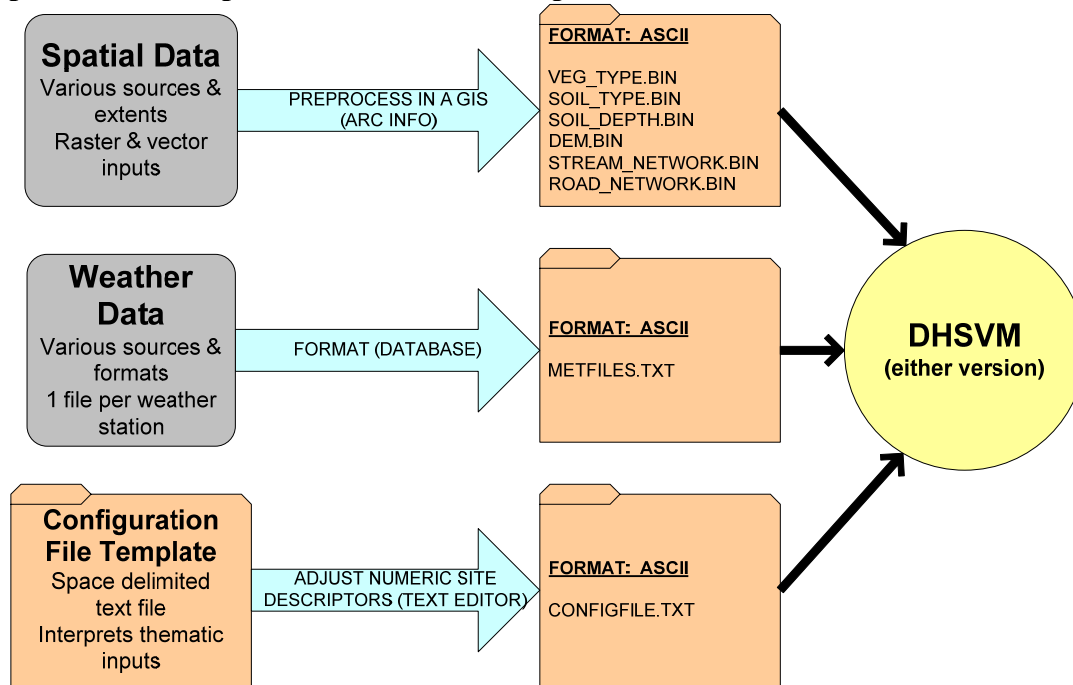 Spatial Data
Various sources &
extents
Raster & vector
inputs
PREPROCESS IN A GIS
(ARC INFO)
FORMAT: ASCII
VEG_TYPE.BIN
SOIL_TYPE.BIN
SOIL_DEPTH.BIN
DEM.BIN
STREAM_NETWORK.BIN
ROAD_NETWORK.BIN
Weather
Data
Various sources &
formats
1 file per weather
station
FORMAT (DATABASE)
FORMAT: ASCII
METFILES.TXT
DHSVM
(either version)
Configuration
File Template
Space delimited
text file
Interprets thematic
inputs
ADJUST NUMERIC SITE
DESCRIPTORS (TEXT EDITOR)
FORMAT: ASCII
CONFIGFILE.TXT